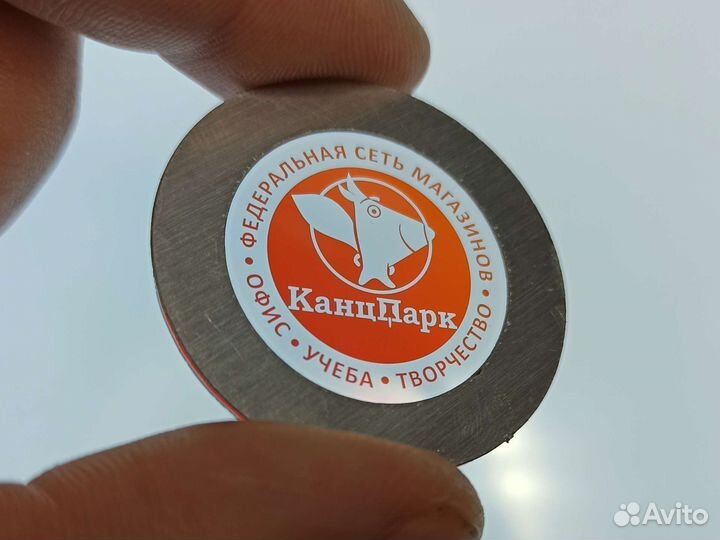 • ФЕДЕРАЛЬНАЯ СЕТЬ МАГАЗИНОВ •
КанцПарк
ОФИС • УЧЕБА • ТВОРЧЕСТВО
Avito